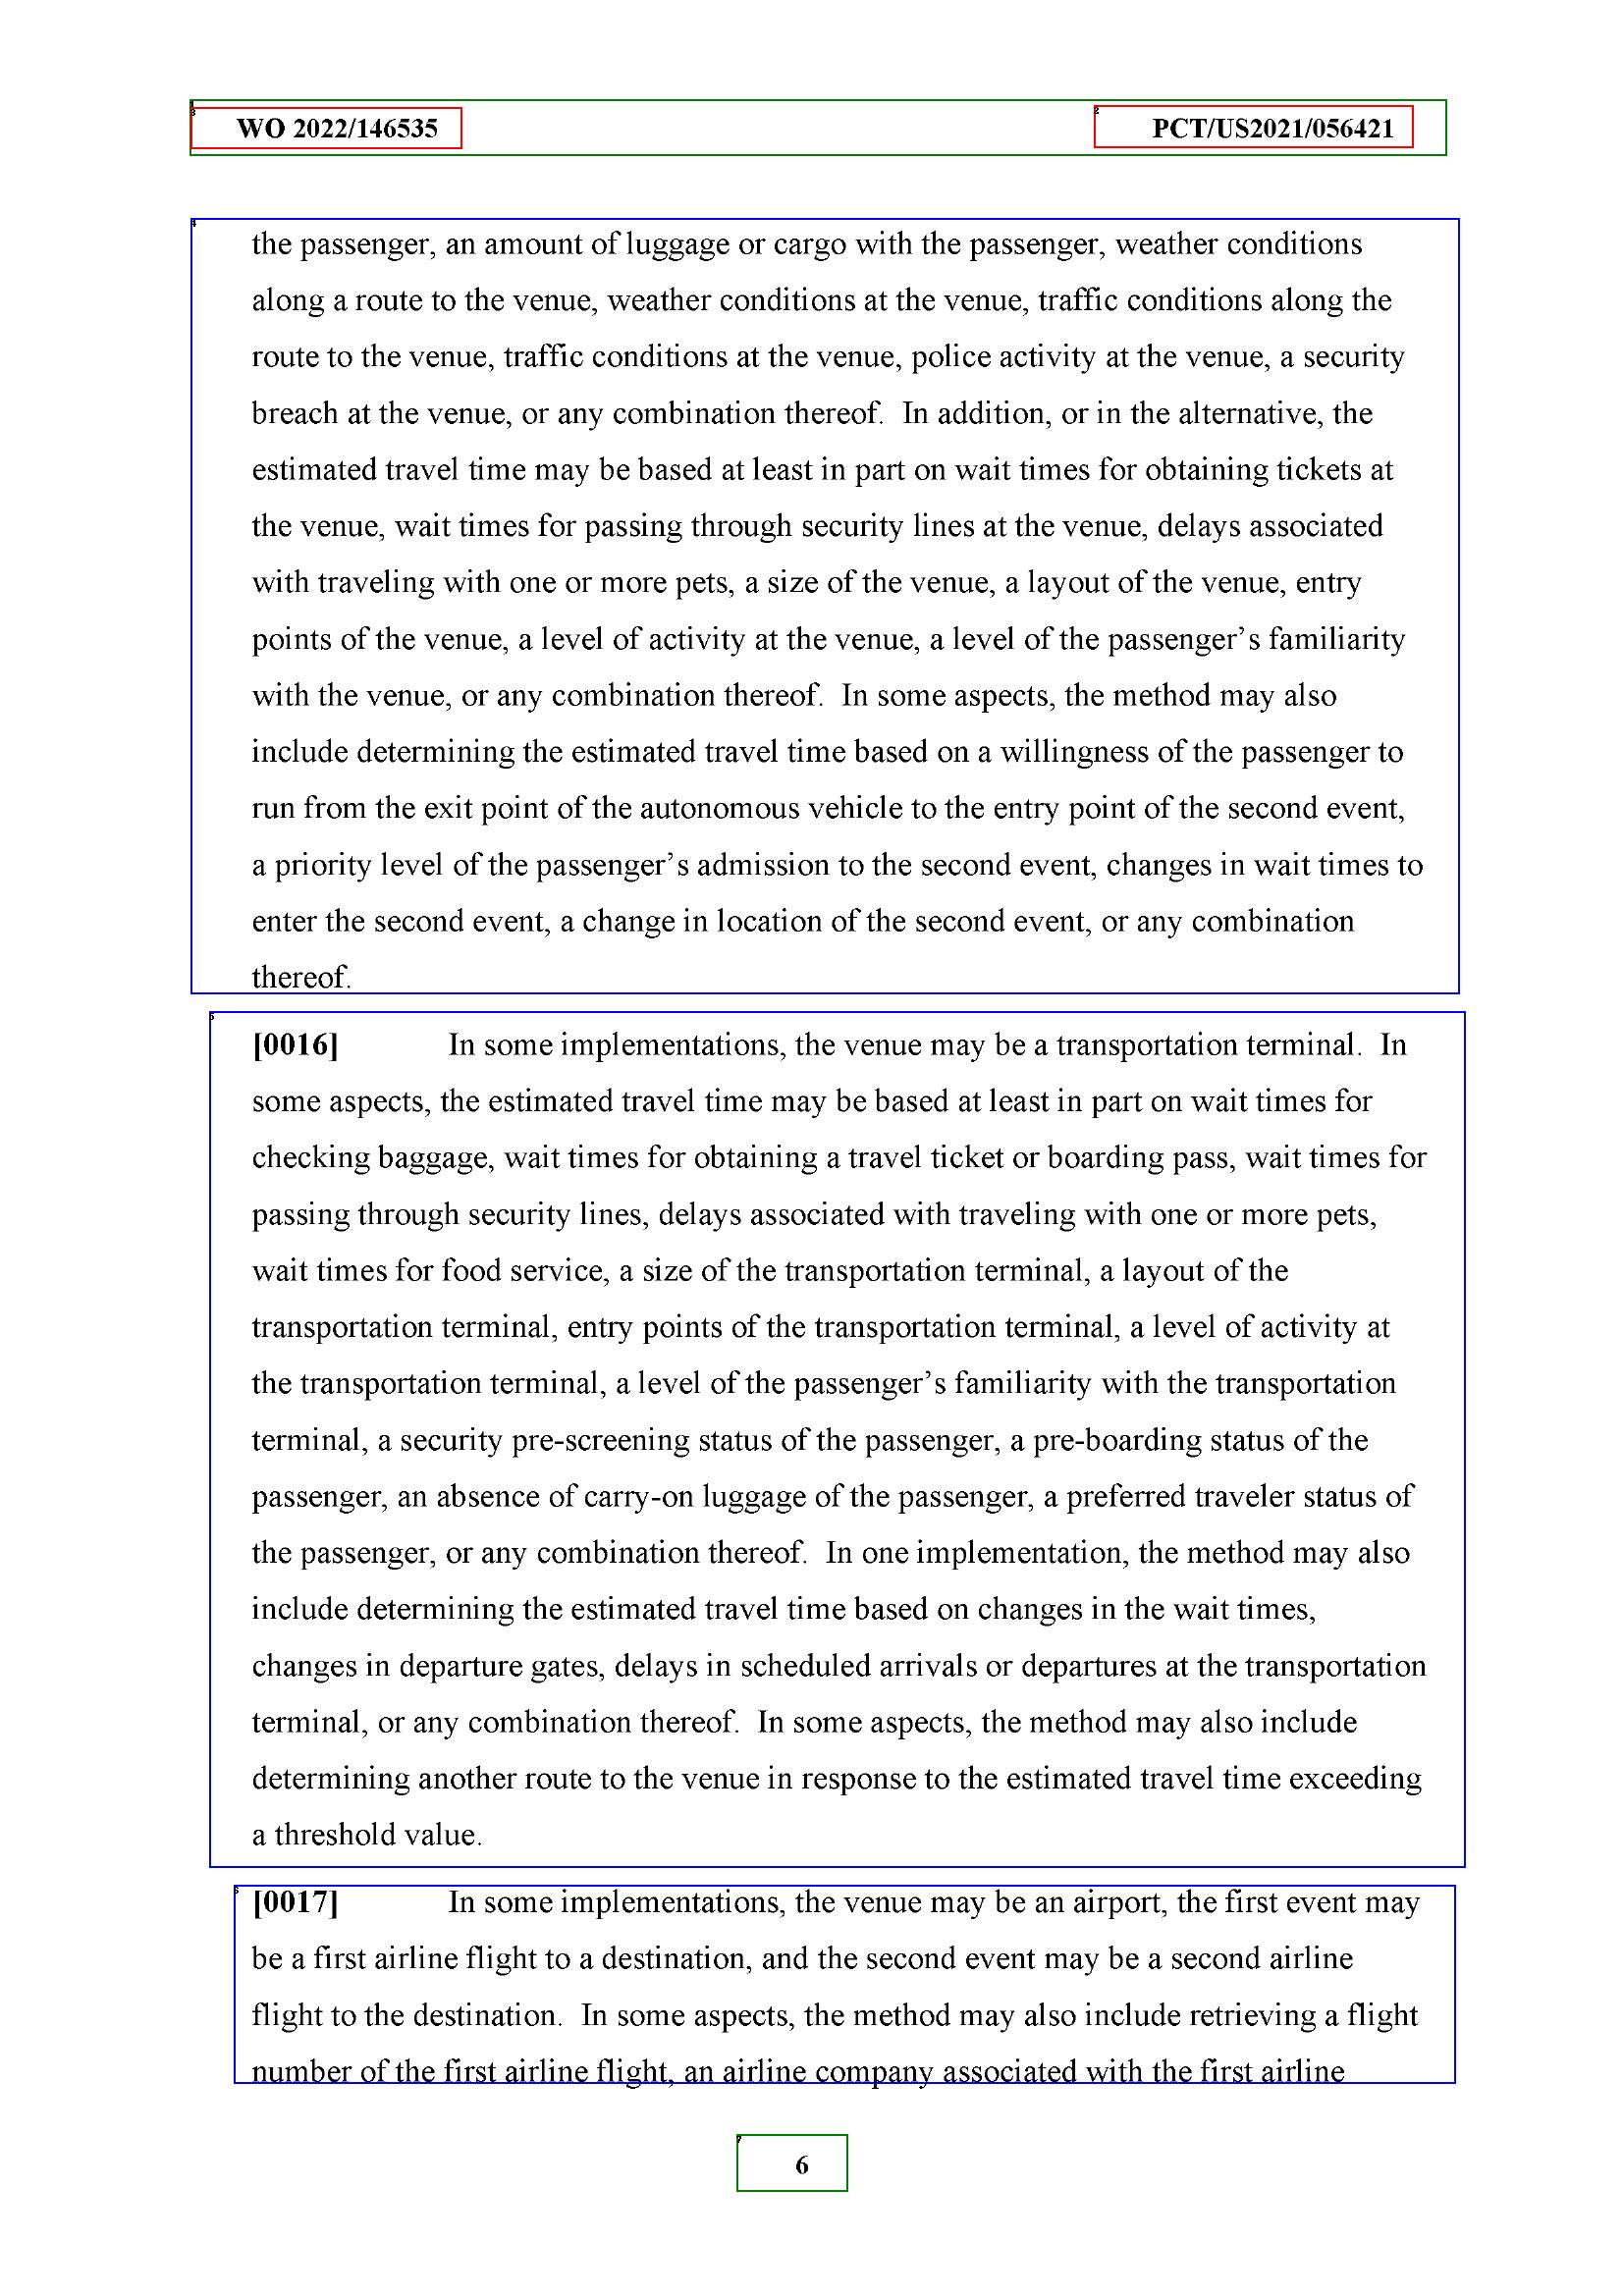 WO 2022/146535 PCT/US2021/056421
the passenger, an amount of luggage or cargo with the passenger, weather conditions
along a route to the venue, weather conditions at the venue, traffic conditions along the
route to the venue, traffic conditions at the venue, police activity at the venue, a security
breach at the venue, or any combination thereof.  In addition, or in the alternative, the
estimated travel time may be based at least in part on wait times for obtaining tickets at
the venue, wait times for passing through security lines at the venue, delays associated
with traveling with one or more pets, a size of the venue, a layout of the venue, entry
points of the venue, a level of activity at the venue, a level of the passenger’s familiarity
with the venue, or any combination thereof.  In some aspects, the method may also
include determining the estimated travel time based on a willingness of the passenger to
run from the exit point of the autonomous vehicle to the entry point of the second event,
a priority level of the passenger’s admission to the second event, changes in wait times to
enter the second event, a change in location of the second event, or any combination
thereof.
[0016] In some implementations, the venue may be a transportation terminal.  In
some aspects, the estimated travel time may be based at least in part on wait times for
checking baggage, wait times for obtaining a travel ticket or boarding pass, wait times for
passing through security lines, delays associated with traveling with one or more pets,
wait times for food service, a size of the transportation terminal, a layout of the
transportation terminal, entry points of the transportation terminal, a level of activity at
the transportation terminal, a level of the passenger’s familiarity with the transportation
terminal, a security pre-screening status of the passenger, a pre-boarding status of the
passenger, an absence of carry-on luggage of the passenger, a preferred traveler status of
the passenger, or any combination thereof.  In one implementation, the method may also
include determining the estimated travel time based on changes in the wait times,
changes in departure gates, delays in scheduled arrivals or departures at the transportation
terminal, or any combination thereof.  In some aspects, the method may also include
determining another route to the venue in response to the estimated travel time exceeding
a threshold value.
[0017] In some implementations, the venue may be an airport, the first event may
be a first airline flight to a destination, and the second event may be a second airline
flight to the destination.  In some aspects, the method may also include retrieving a flight
number of the first airline flight, an airline company associated with the first airline
6